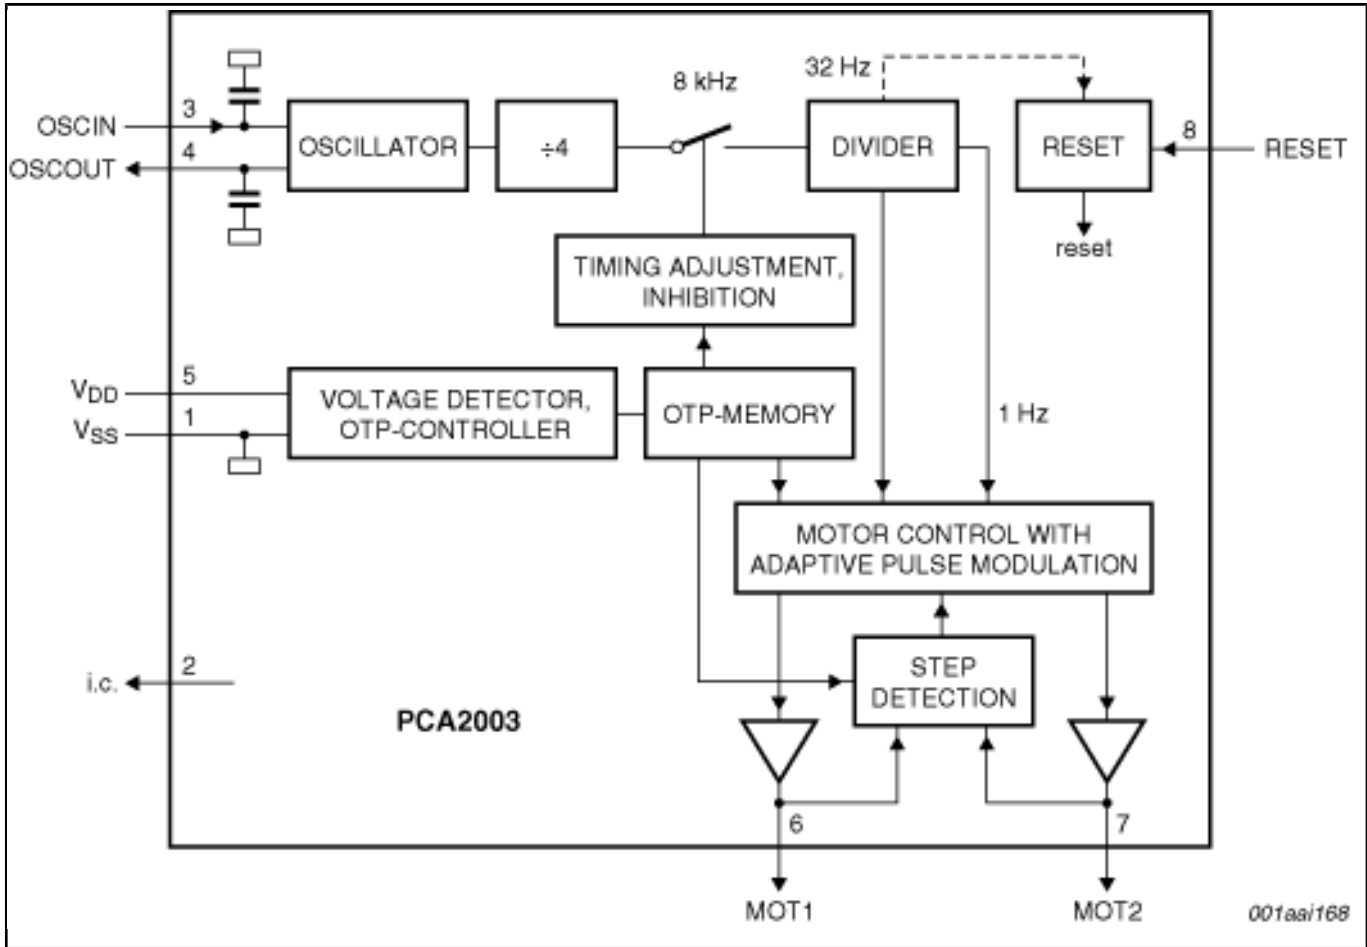 8 kHz
32 Hz
3
OSCIN
OSCILLATOR
÷4
DIVIDER
RESET
8
RESET
4
OSCOUT
reset
TIMING ADJUSTMENT,
INHIBITION
5
VDD
1
VSS
VOLTAGE DETECTOR,
OTP-CONTROLLER
OTP-MEMORY
1 Hz
MOTOR CONTROL WITH
ADAPTIVE PULSE MODULATION
2
i.c.
STEP
DETECTION
PCA2003
6
7
MOT1
MOT2
001aai168